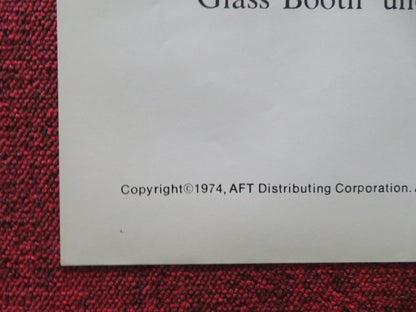 Glass Booth
Copyright©1974, AFT Distributing Corporation.